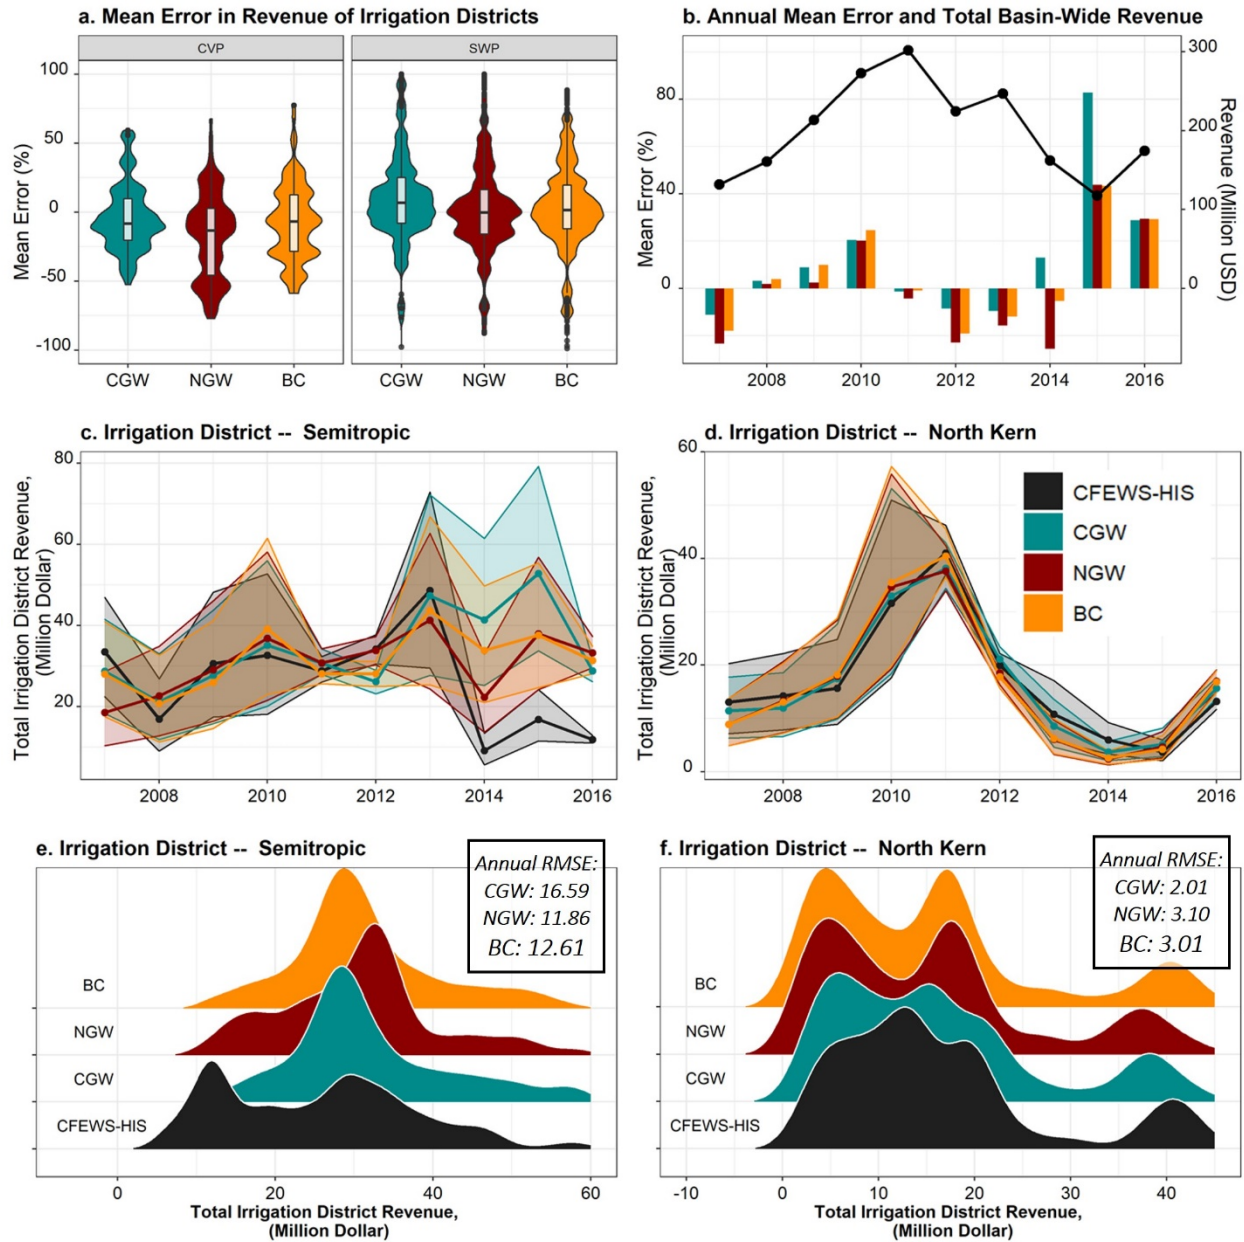 a. Mean Error in Revenue of Irrigation Districts
CVP
SWP
Mean Error (%)
100
50
0
-50
-100
CGW
NGW
BC
CGW
NGW
BC
b. Annual Mean Error and Total Basin-Wide Revenue
Mean Error (%)
80
40
0
300
200
100
0
Revenue (Million USD)
2008
2010
2012
2014
2016
c. Irrigation District -- Semitropic
Total Irrigation District Revenue,
(Million Dollar)
80
60
40
20
2008
2010
2012
2014
2016
d. Irrigation District -- North Kern
Total Irrigation District Revenue,
(Million Dollar)
60
40
20
0
CFEWS-HIS
CGW
NGW
BC
2008
2010
2012
2014
2016
e. Irrigation District -- Semitropic
Annual RMSE:
CGW: 16.59
NGW: 11.86
BC: 12.61
BC
NGW
CGW
CFEWS-HIS
0
20
40
60
Total Irrigation District Revenue,
(Million Dollar)
f. Irrigation District -- North Kern
Annual RMSE:
CGW: 2.01
NGW: 3.10
BC: 3.01
BC
NGW
CGW
CFEWS-HIS
-10
0
10
20
30
40
Total Irrigation District Revenue,
(Million Dollar)